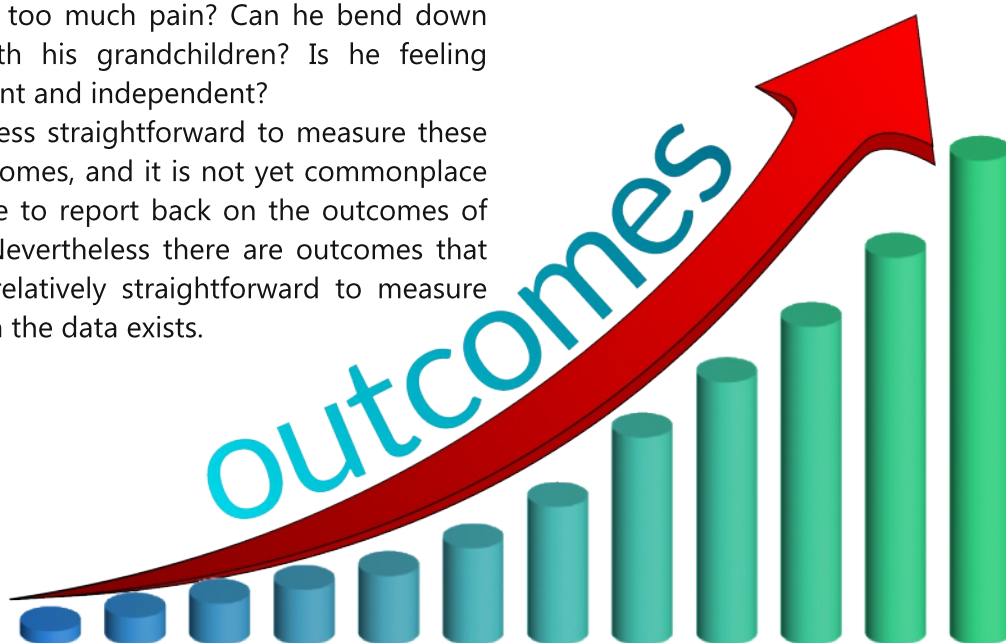 too much pain? Can he bend down
th his grandchildren? Is he feeling
nt and independent?
ess straightforward to measure these
omes, and it is not yet commonplace
e to report back on the outcomes of
Nevertheless there are outcomes that
relatively straightforward to measure
the data exists.
outcomes